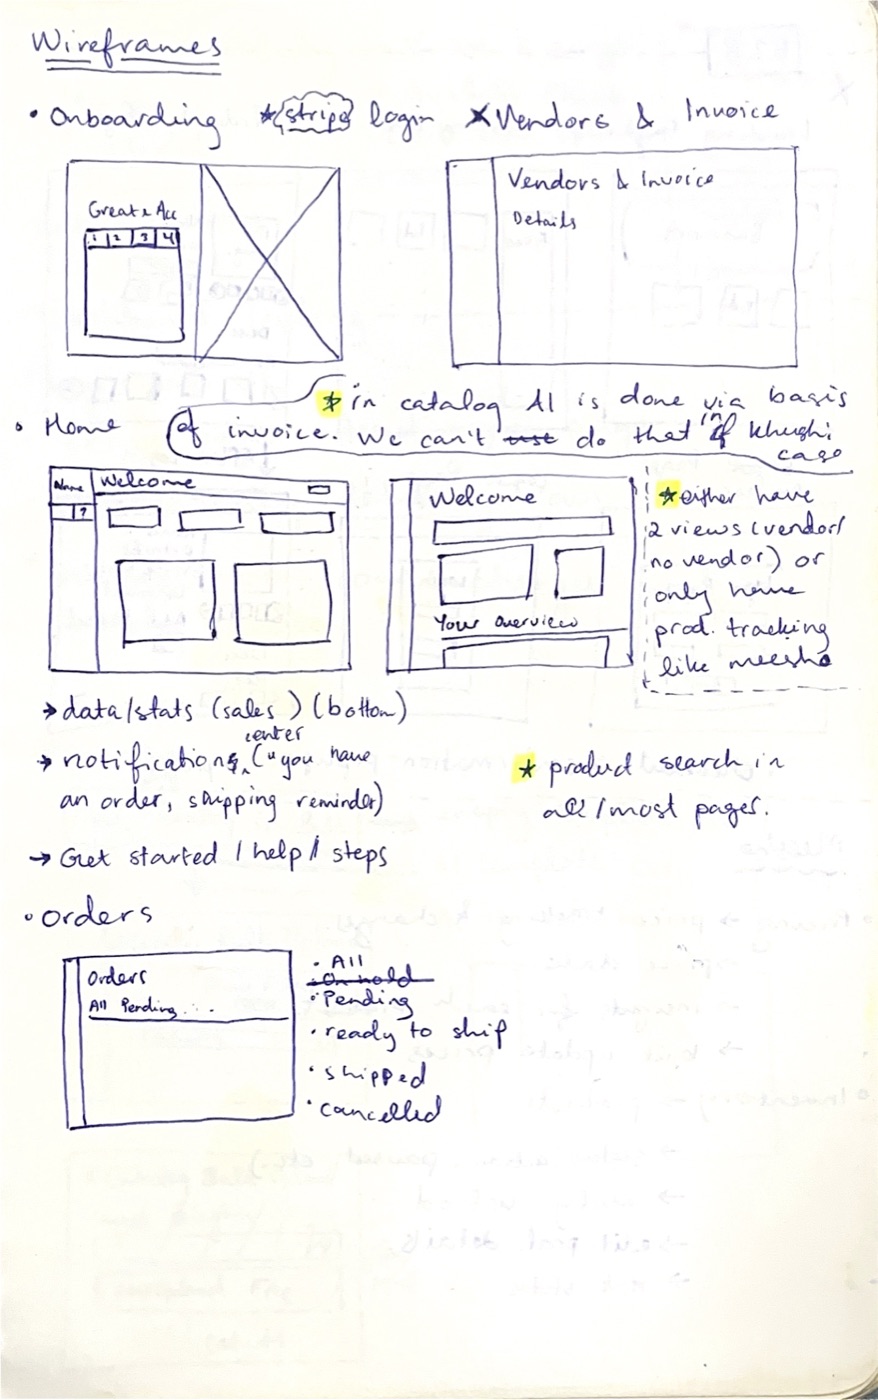 Wireframes
• Onboarding
★ stripe login
✗ Vendors & Invoice
Create Acc
1 2 3 4
Vendors & Invoice
Details
• Home
★ in catalog AI is done via basis
of invoice. We can't use do that in if khushi
case
Name
Welcome
Welcome
Your overview
★ either have
2 views (vendor/
no vendor) or
only have
prod. tracking
like meesho
→ data/stats (sales) (bottom)
→ notifications center ("you have
an order, shipping reminder)
→ Get started / help / steps
★ product search in
all/most pages.
• Orders
Orders
All Pending...
• All
• On hold
• Pending
• ready to ship
• shipped
• cancelled